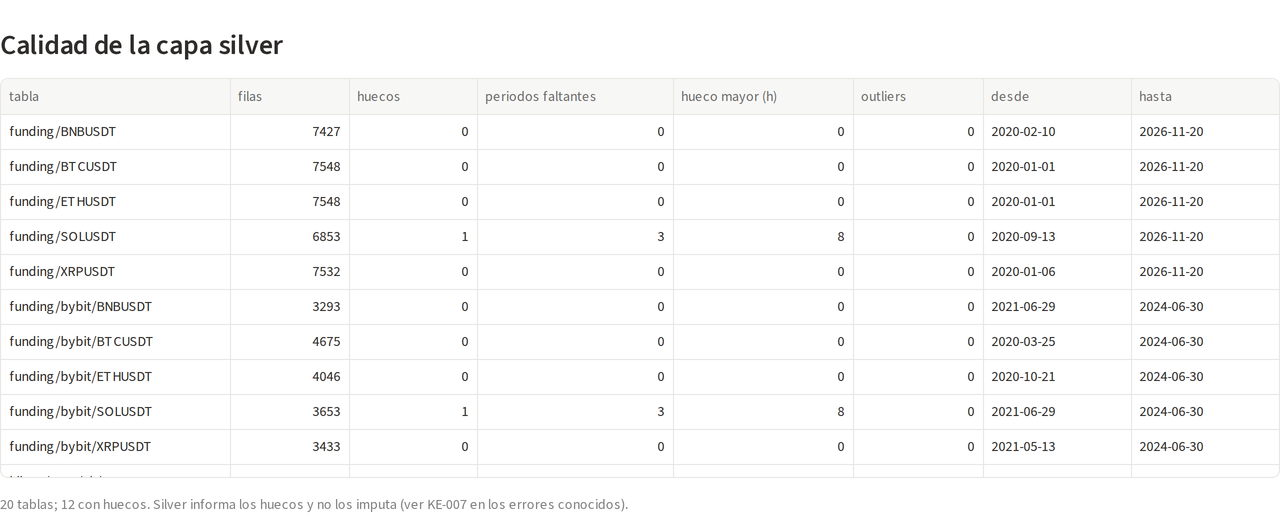 Calidad de la capa silver
tabla filas huecos periodos faltantes hueco mayor (h) outliers desde hasta
funding/BNBUSDT 7427 0 0 0 0 2020-02-10 2026-11-20
funding/BTCUSDT 7548 0 0 0 0 2020-01-01 2026-11-20
funding/ETHUSDT 7548 0 0 0 0 2020-01-01 2026-11-20
funding/SOLUSDT 6853 1 3 8 0 2020-09-13 2026-11-20
funding/XRPUSDT 7532 0 0 0 0 2020-01-06 2026-11-20
funding/bybit/BNBUSDT 3293 0 0 0 0 2021-06-29 2024-06-30
funding/bybit/BTCUSDT 4675 0 0 0 0 2020-03-25 2024-06-30
funding/bybit/ETHUSDT 4046 0 0 0 0 2020-10-21 2024-06-30
funding/bybit/SOLUSDT 3653 1 3 8 0 2021-06-29 2024-06-30
funding/bybit/XRPUSDT 3433 0 0 0 0 2021-05-13 2024-06-30
20 tablas; 12 con huecos. Silver informa los huecos y no los imputa (ver KE-007 en los errores conocidos).